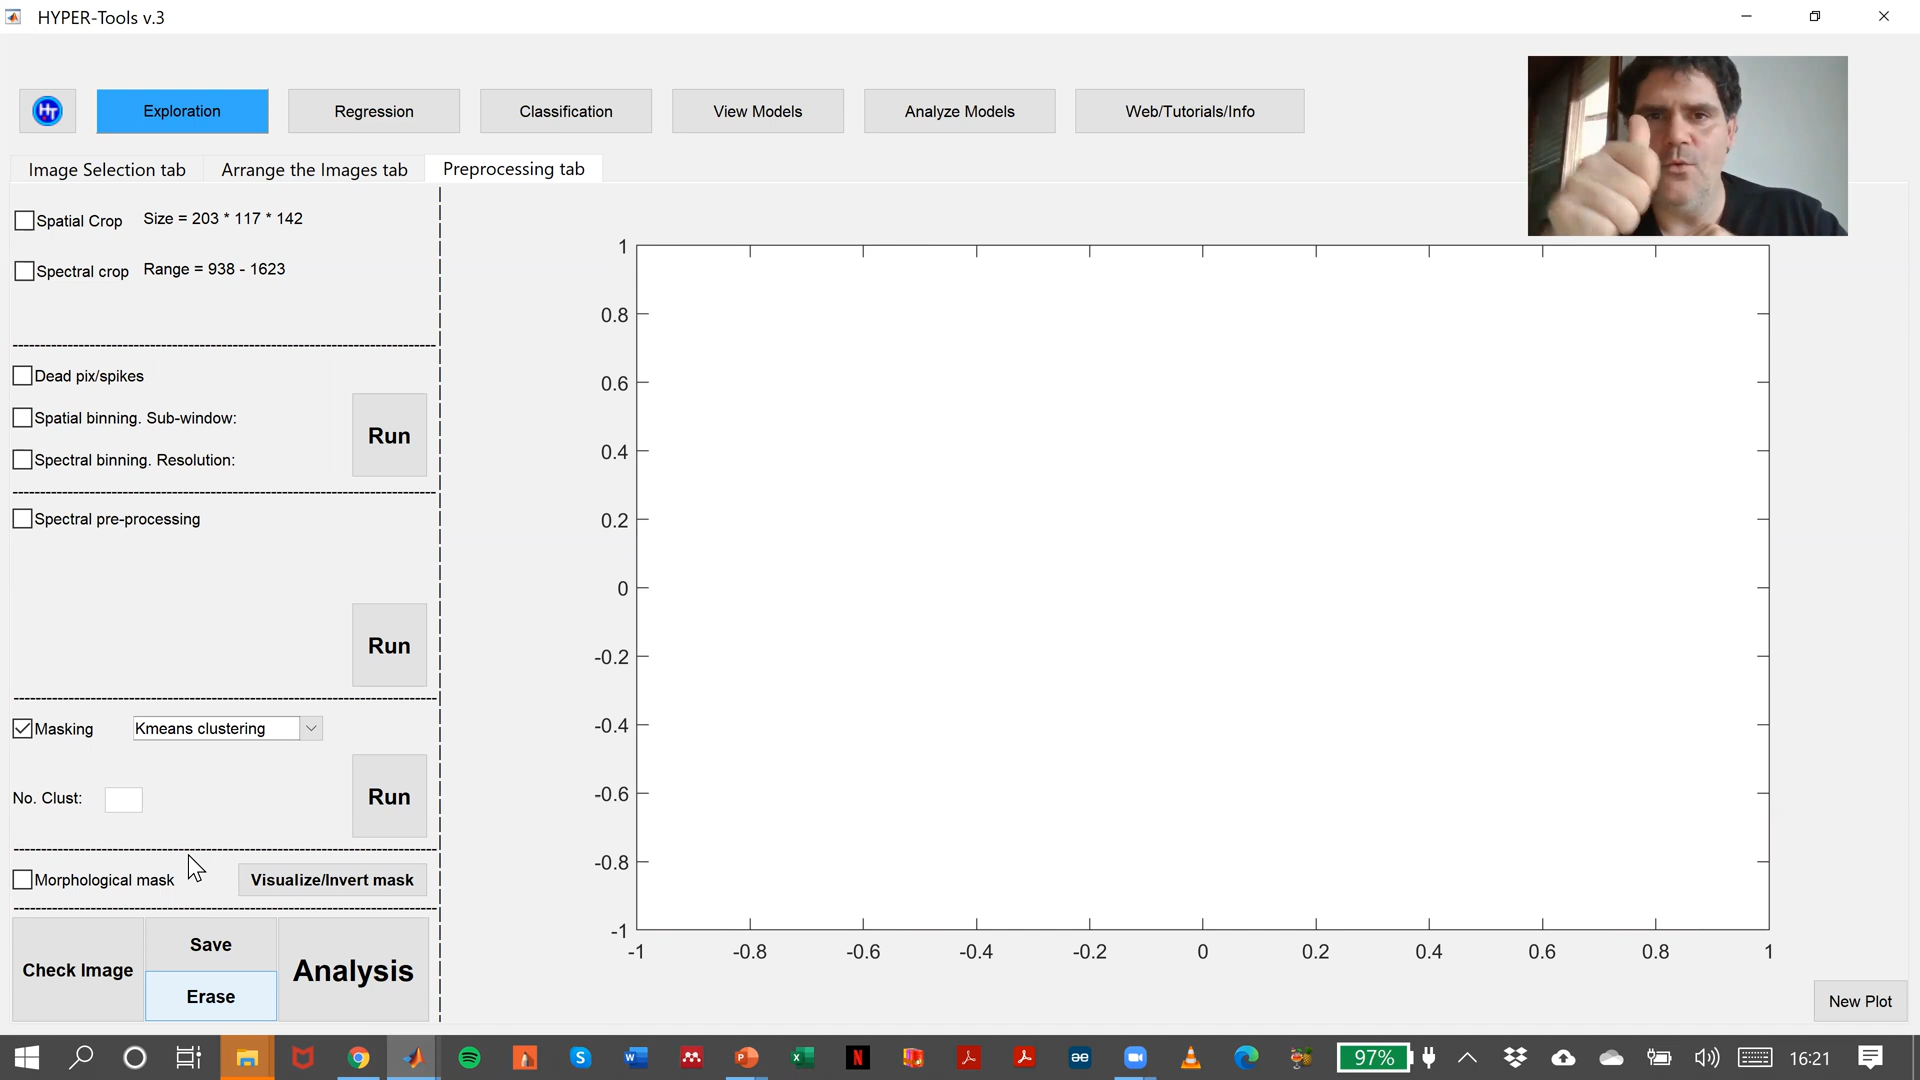 HYPER-Tools v.3
HT
Exploration
Regression
Classification
View Models
Analyze Models
Web/Tutorials/Info
Image Selection tab
Arrange the Images tab
Preprocessing tab
Spatial Crop
Size = 203 * 117 * 142
Spectral crop
Range = 938 - 1623
Dead pix/spikes
Spatial binning. Sub-window:
Spectral binning. Resolution:
Run
Spectral pre-processing
Run
Masking
Kmeans clustering
No. Clust:
Run
Morphological mask
Visualize/Invert mask
Check Image
Save
Erase
Analysis
1
0.8
0.6
0.4
0.2
0
-0.2
-0.4
-0.6
-0.8
-1
-1
-0.8
-0.6
-0.4
-0.2
0
0.2
0.4
0.6
0.8
1
New Plot
97%
16:21